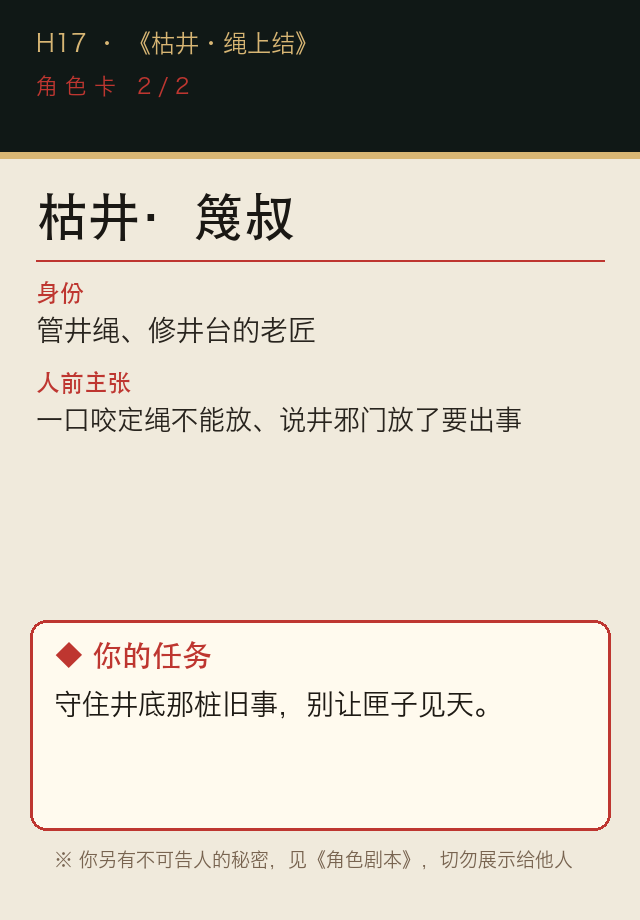 H17 · 《枯井·绳上结》
角色卡 2/2
枯井· 篾叔
身份
管井绳、修井台的老匠
人前主张
一口咬定绳不能放、说井邪门放了要出事
◆ 你的任务
守住井底那桩旧事，别让匣子见天。
※ 你另有不可告人的秘密，见《角色剧本》，切勿展示给他人